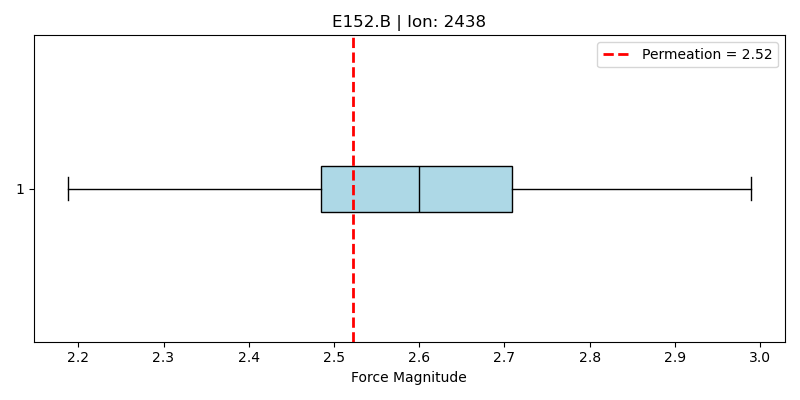 E152.B | Ion: 2438
Permeation = 2.52
1
2.2 2.3 2.4 2.5 2.6 2.7 2.8 2.9 3.0
Force Magnitude